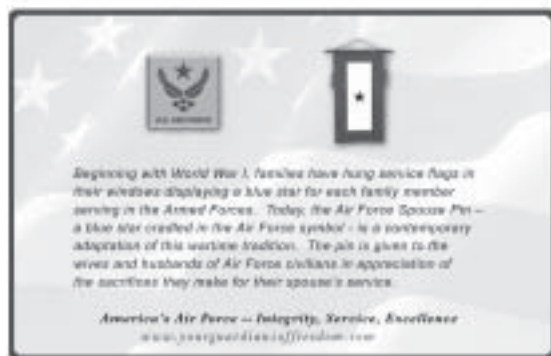 Beginning with World War I, families have hung service flags in
their windows displaying a blue star for each family member
serving in the Armed Forces. Today, the Air Force Spouse Pin –
a blue star cradled in the Air Force symbol - is a contemporary
adaptation of this wartime tradition. The pin is given to the
wives and husbands of Air Force civilians in appreciation of
the sacrifices they make for their spouse's service.
America's Air Force -- Integrity, Service, Excellence
www.yourguardiansoffreedom.com